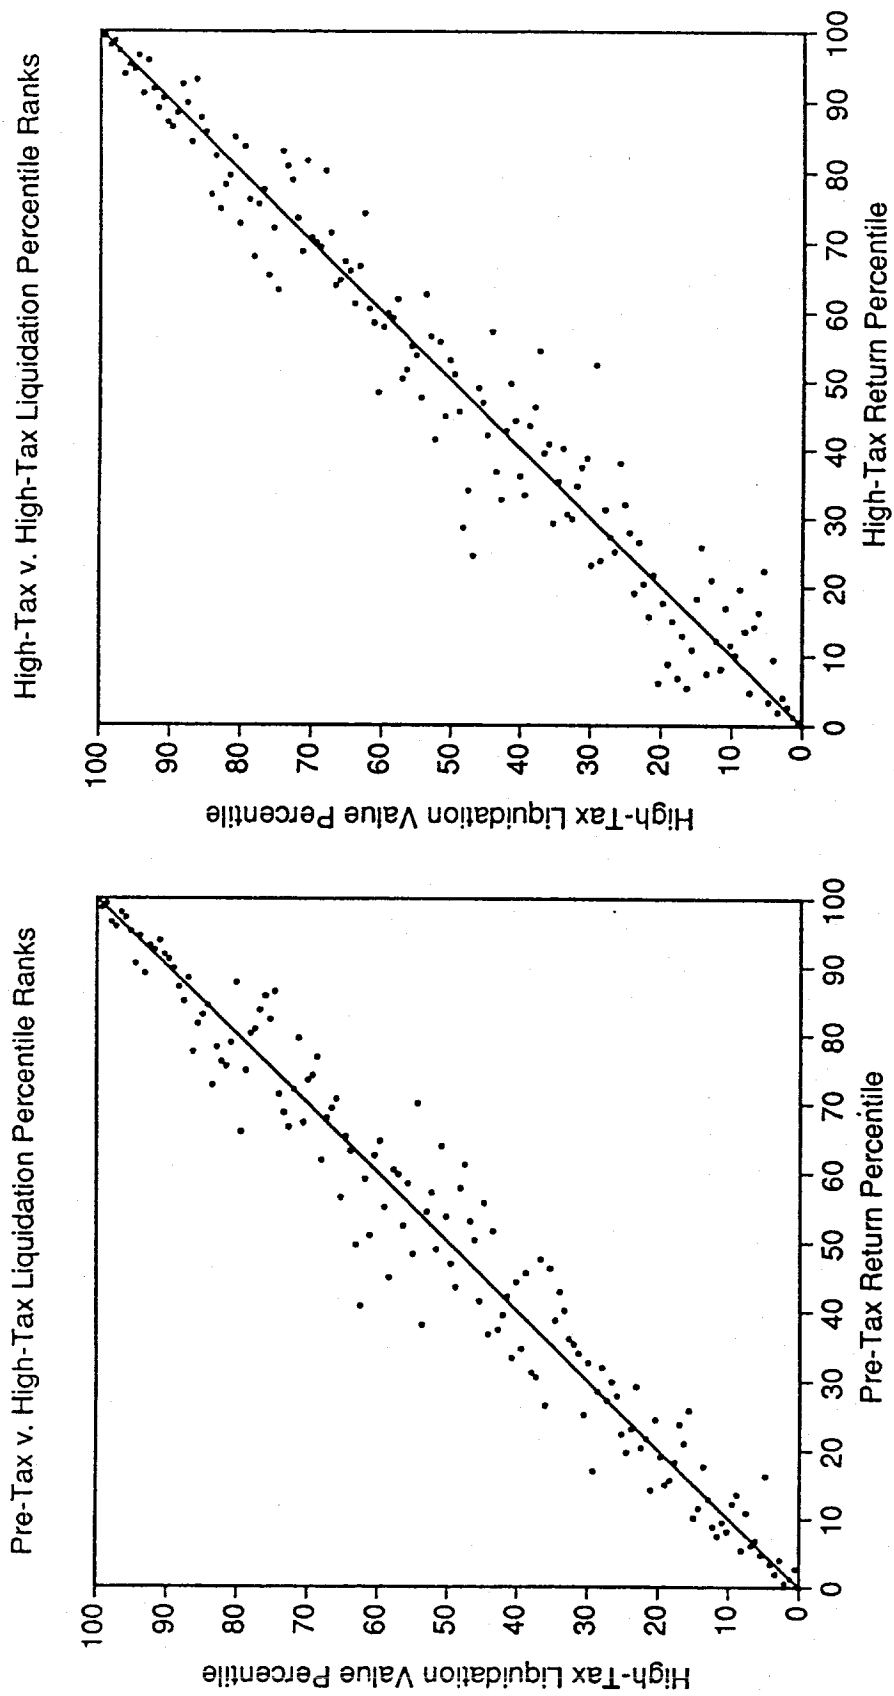 Pre-Tax v. High-Tax Liquidation Percentile Ranks
High-Tax Liquidation Value Percentile
100
90
80
70
60
50
40
30
20
10
0
0 10 20 30 40 50 60 70 80 90 100
Pre-Tax Return Percentile
High-Tax v. High-Tax Liquidation Percentile Ranks
High-Tax Liquidation Value Percentile
100
90
80
70
60
50
40
30
20
10
0
0 10 20 30 40 50 60 70 80 90 100
High-Tax Return Percentile